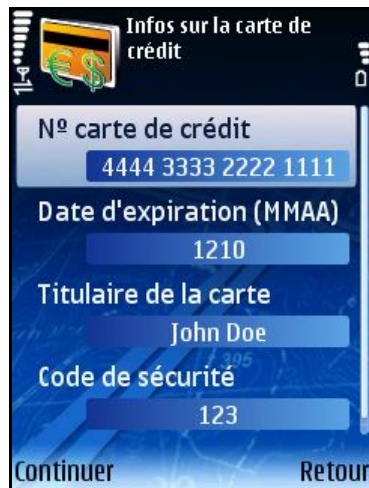 Infos sur la carte de
crédit
Nº carte de crédit
4444 3333 2222 1111
Date d'expiration (MMAA)
1210
Titulaire de la carte
John Doe
Code de sécurité
123
Continuer Retour